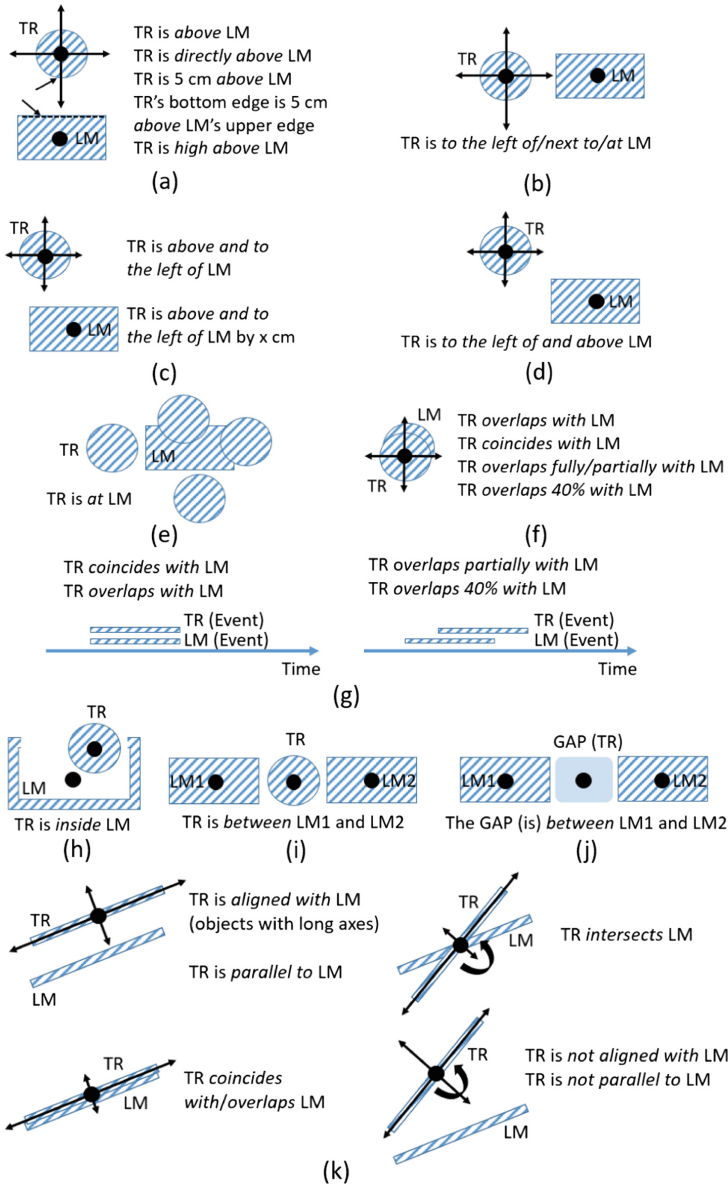 TR
TR is above LM
TR is directly above LM
TR is 5 cm above LM
TR's bottom edge is 5 cm
above LM's upper edge
TR is high above LM
LM
(a)
TR
LM
TR is to the left of/next to/at LM
(b)
TR
TR is above and to
the left of LM
LM
TR is above and to
the left of LM by x cm
(c)
TR
LM
TR is to the left of and above LM
(d)
TR
LM
TR is at LM
(e)
LM
TR
TR overlaps with LM
TR coincides with LM
TR overlaps fully/partially with LM
TR overlaps 40% with LM
(f)
TR coincides with LM
TR overlaps with LM
TR (Event)
LM (Event)
Time
TR overlaps partially with LM
TR overlaps 40% with LM
TR (Event)
LM (Event)
Time
(g)
TR
LM
TR is inside LM
(h)
TR
LM1
LM2
TR is between LM1 and LM2
(i)
GAP (TR)
LM1
LM2
The GAP (is) between LM1 and LM2
(j)
TR
LM
TR is aligned with LM
(objects with long axes)
TR is parallel to LM
TR
LM
TR intersects LM
TR
LM
TR coincides
with/overlaps LM
TR
LM
TR is not aligned with LM
TR is not parallel to LM
(k)